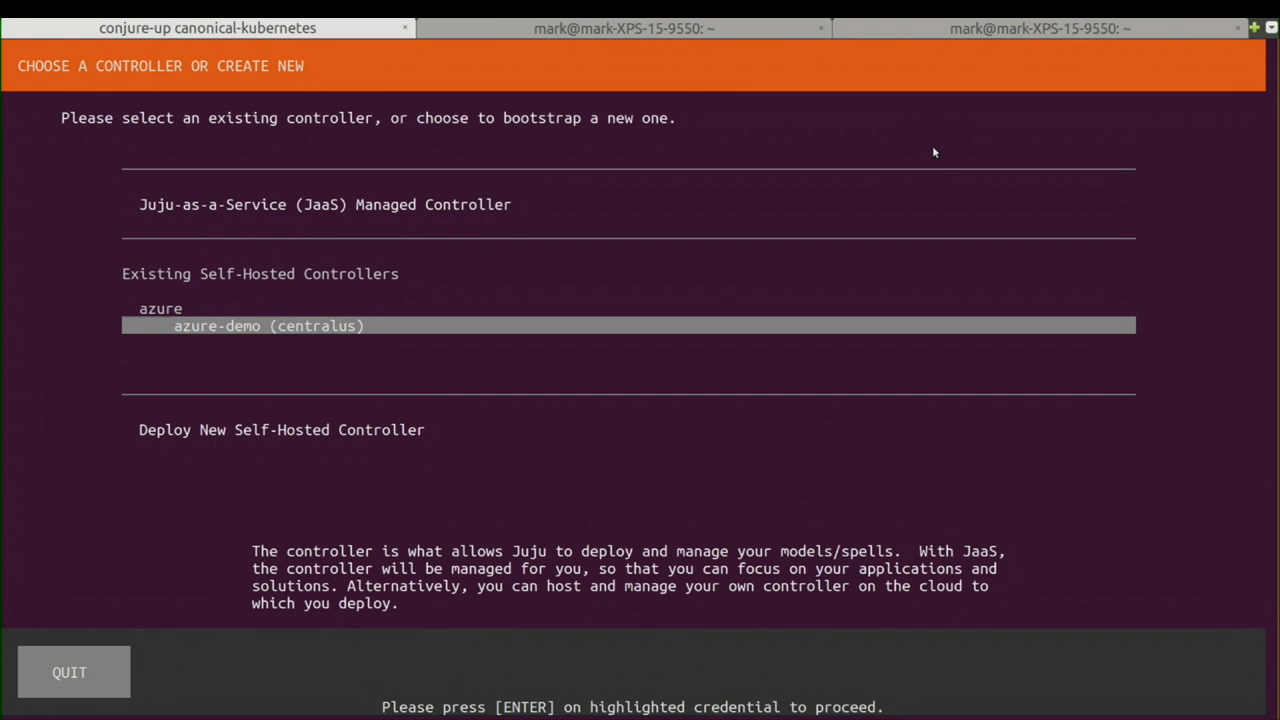 conjure-up canonical-kubernetes × mark@mark-XPS-15-9550: ~ × mark@mark-XPS-15-9550: ~ ×
CHOOSE A CONTROLLER OR CREATE NEW
Please select an existing controller, or choose to bootstrap a new one.
Juju-as-a-Service (JaaS) Managed Controller
Existing Self-Hosted Controllers
azure
azure-demo (centralus)
Deploy New Self-Hosted Controller
The controller is what allows Juju to deploy and manage your models/spells.  With JaaS,
the controller will be managed for you, so that you can focus on your applications and
solutions. Alternatively, you can host and manage your own controller on the cloud to
which you deploy.
QUIT
Please press [ENTER] on highlighted credential to proceed.